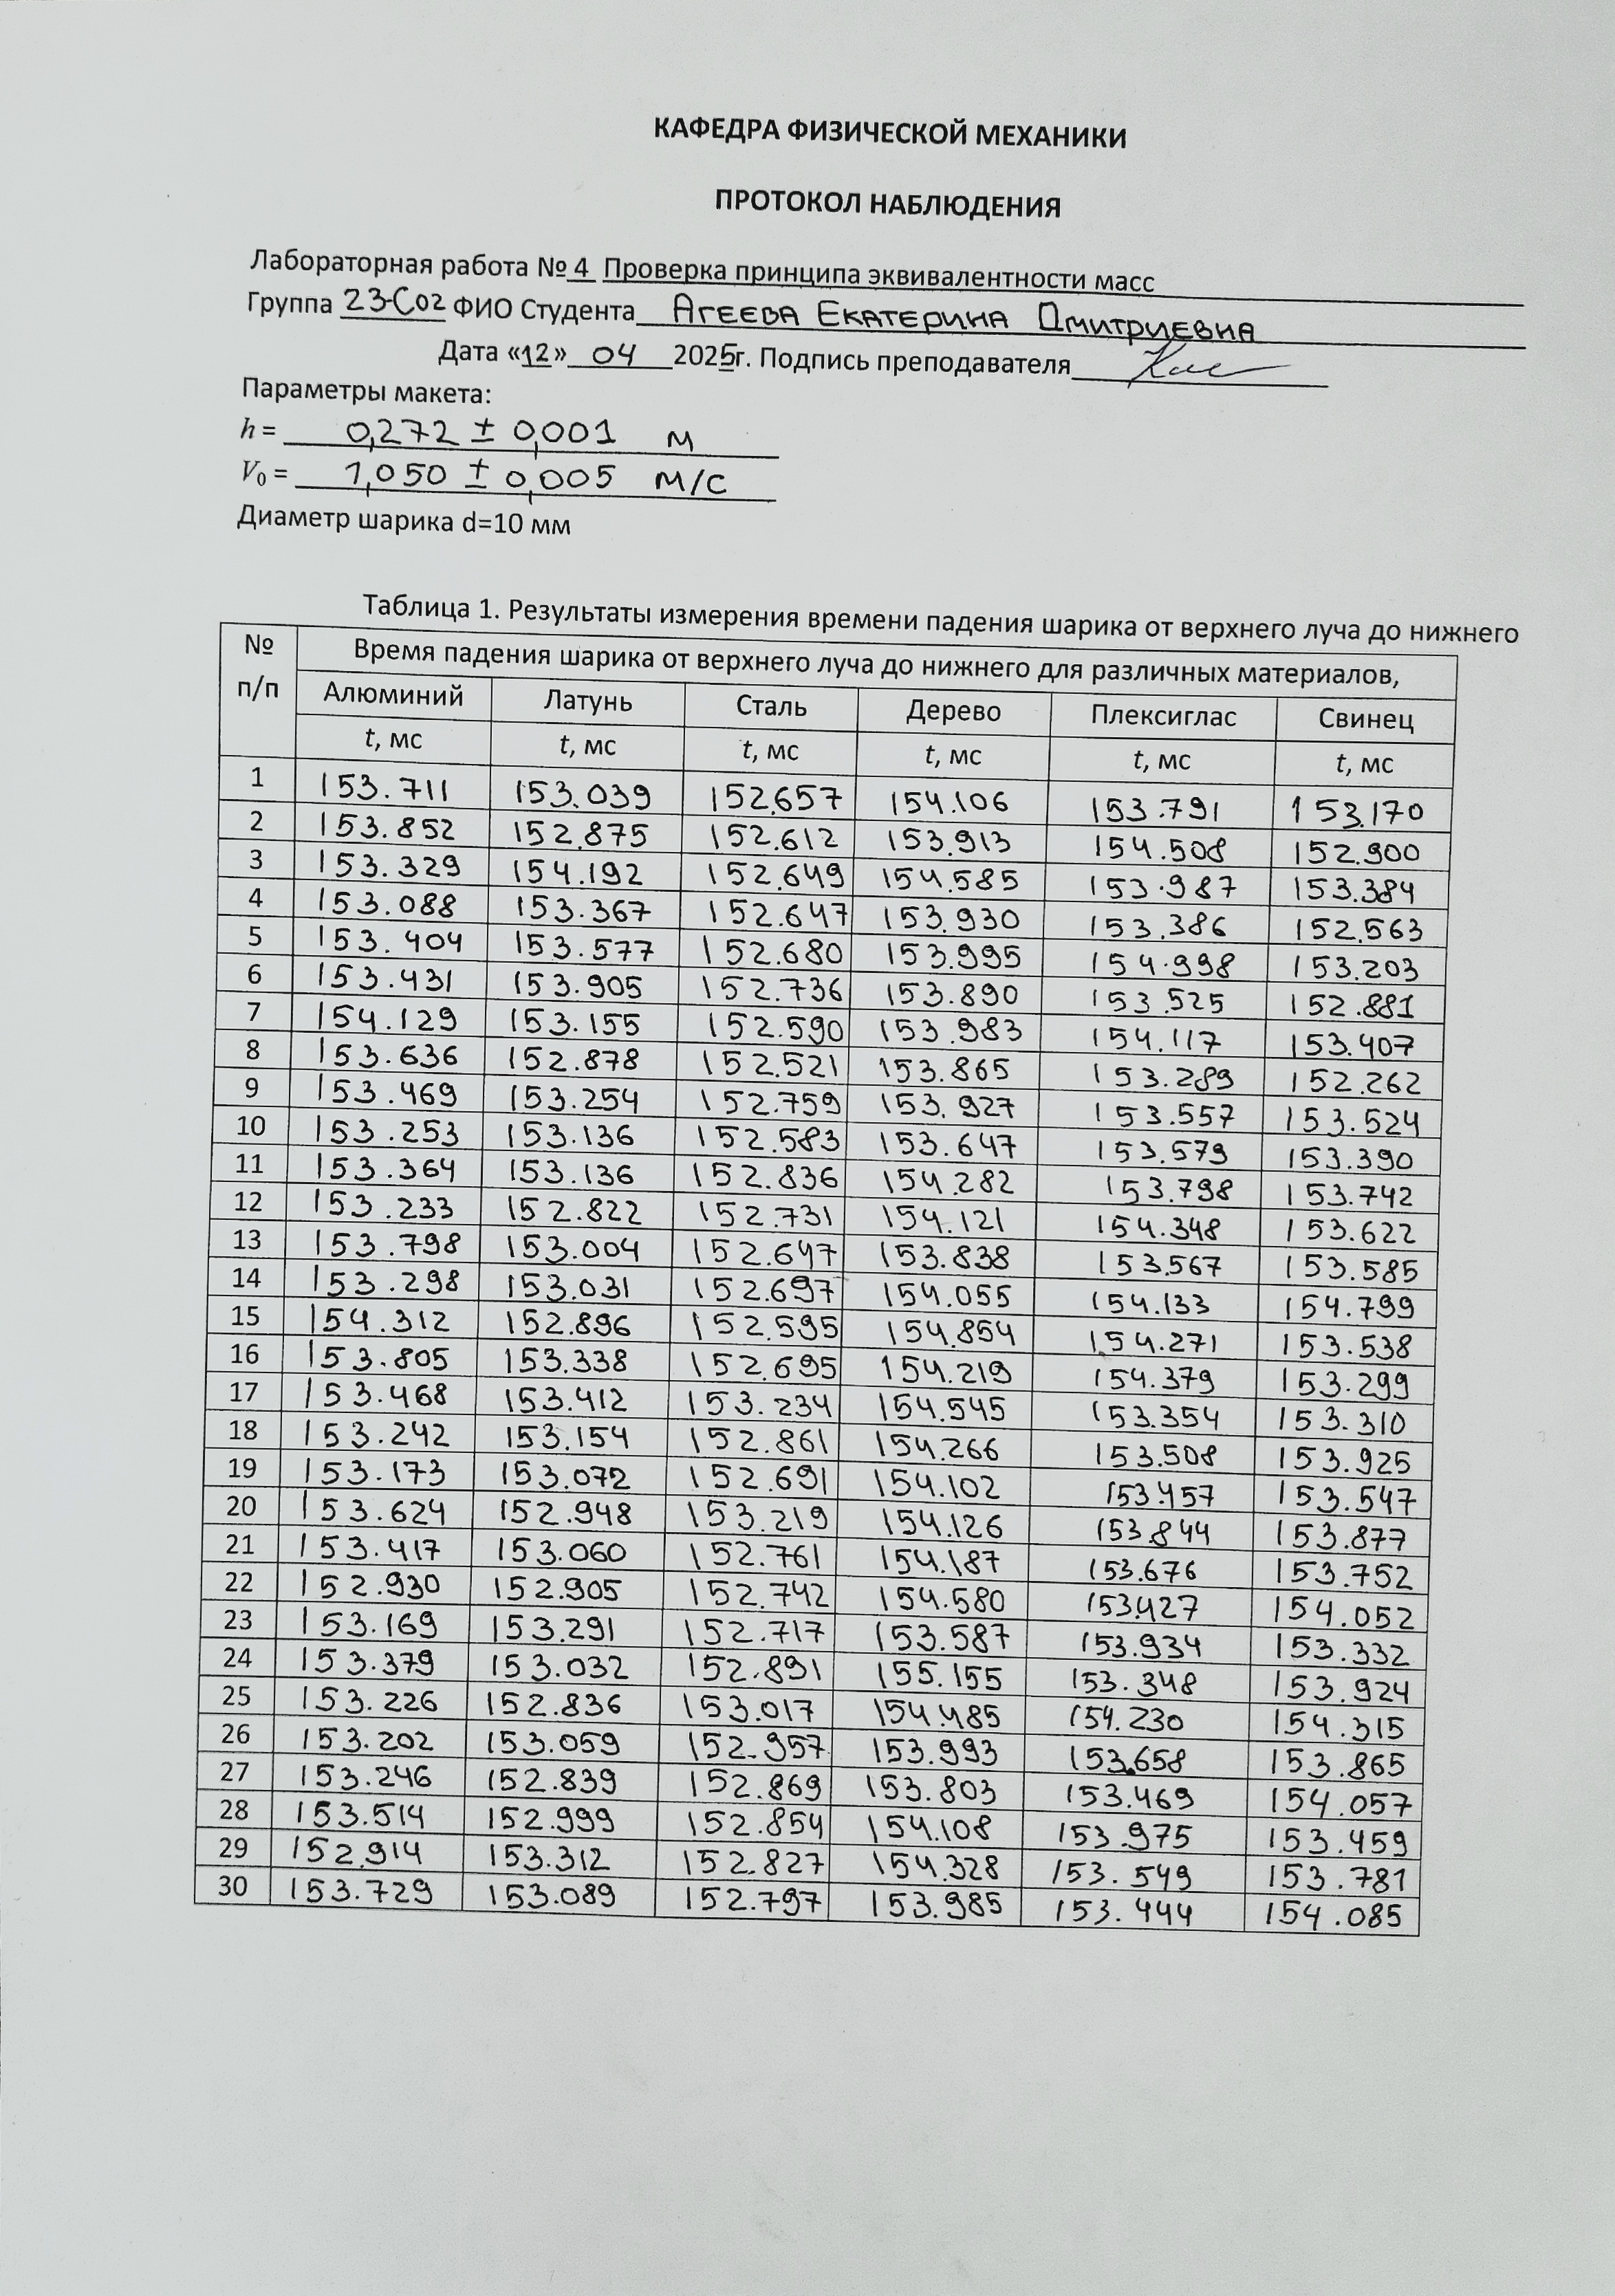 КАФЕДРА ФИЗИЧЕСКОЙ МЕХАНИКИ
ПРОТОКОЛ НАБЛЮДЕНИЯ
Лабораторная работа № 4 Проверка принципа эквивалентности масс
Группа 23-С02 ФИО Студента АГЕЕВА ЕКАТЕРИНА ДМИТРИЕВНА
Дата «12» 04 2025г. Подпись преподавателя
Параметры макета:
h = 0,272 ± 0,001 м
V0 = 1,050 ± 0,005 м/с
Диаметр шарика d=10 мм
Таблица 1. Результаты измерения времени падения шарика от верхнего луча до нижнего
№ п/п Время падения шарика от верхнего луча до нижнего для различных материалов,
Алюминий Латунь Сталь Дерево Плексиглас Свинец
t, мс t, мс t, мс t, мс t, мс t, мс
1 153.711 153.039 152.657 154.106 153.791 153.170
2 153.852 152.875 152.612 153.913 154.508 152.900
3 153.329 154.192 152.649 154.585 153.987 153.384
4 153.088 153.367 152.647 153.930 153.386 152.563
5 153.404 153.577 152.680 153.995 154.998 153.203
6 153.431 153.905 152.736 153.890 153.525 152.881
7 154.129 153.155 152.590 153.983 154.117 153.407
8 153.636 152.878 152.521 153.865 153.289 152.262
9 153.469 153.254 152.759 153.927 153.557 153.524
10 153.253 153.136 152.583 153.647 153.579 153.390
11 153.364 153.136 152.836 154.282 153.798 153.742
12 153.233 152.822 152.731 154.121 154.348 153.622
13 153.798 153.004 152.647 153.838 153.567 153.585
14 153.298 153.031 152.697 154.055 154.133 154.799
15 154.312 152.896 152.595 154.854 154.271 153.538
16 153.805 153.338 152.695 154.219 154.379 153.299
17 153.468 153.412 153.234 154.545 153.354 153.310
18 153.242 153.154 152.861 154.266 153.508 153.925
19 153.173 153.072 152.691 154.102 153.457 153.547
20 153.624 152.948 153.219 154.126 153.844 153.877
21 153.417 153.060 152.761 154.187 153.676 153.752
22 152.930 152.905 152.742 154.580 153.427 154.052
23 153.169 153.291 152.717 153.587 153.934 153.332
24 153.379 153.032 152.891 155.155 153.348 153.924
25 153.226 152.836 153.017 154.485 154.230 154.315
26 153.202 153.059 152.957 153.993 153.658 153.865
27 153.246 152.839 152.869 153.803 153.469 154.057
28 153.514 152.999 152.854 154.108 153.975 153.459
29 152.914 153.312 152.827 154.328 153.549 153.781
30 153.729 153.089 152.797 153.985 153.444 154.085